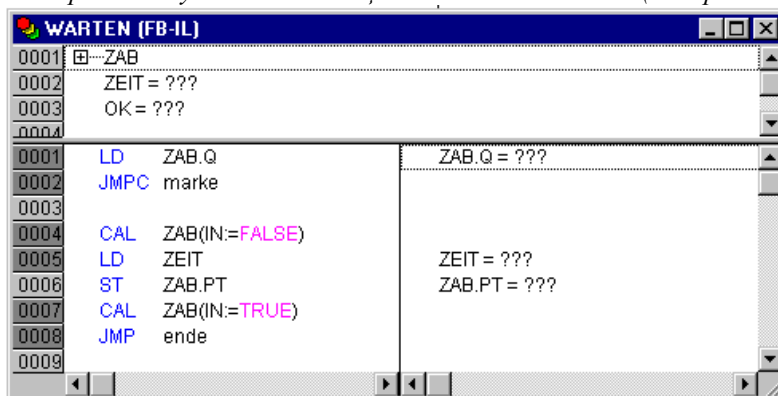 WARTEN (FB-IL)
0001 ZAB
0002 ZEIT = ???
0003 OK = ???
0004
0001 LD ZAB.Q ZAB.Q = ???
0002 JMPC marke
0003
0004 CAL ZAB(IN:=FALSE)
0005 LD ZEIT ZEIT = ???
0006 ST ZAB.PT ZAB.PT = ???
0007 CAL ZAB(IN:=TRUE)
0008 JMP ende
0009